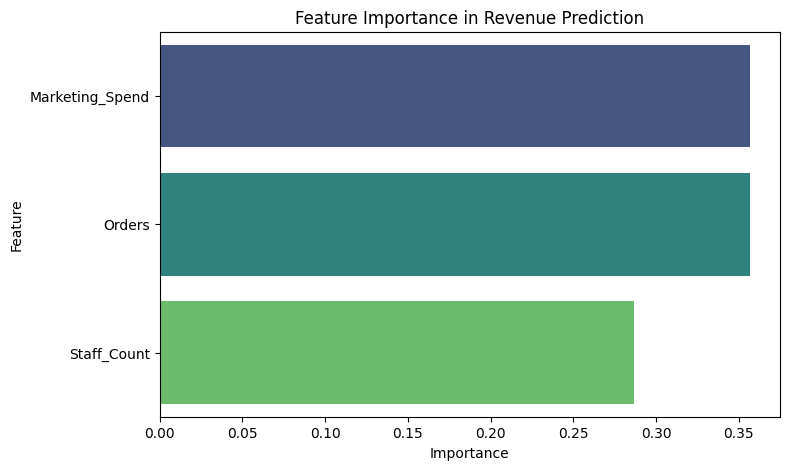 Feature Importance in Revenue Prediction
Feature
Marketing_Spend
Orders
Staff_Count
0.00 0.05 0.10 0.15 0.20 0.25 0.30 0.35
Importance